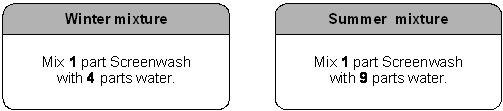 Winter mixture
Mix 1 part Screenwash
with 4 parts water.
Summer mixture
Mix 1 part Screenwash
with 9 parts water.